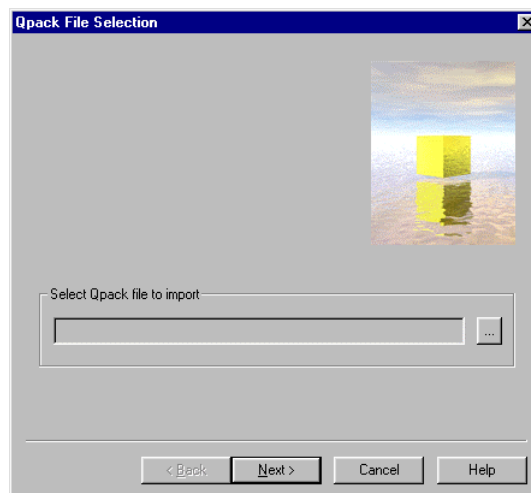 Qpack File Selection
Select Qpack file to import
...
< Back
Next >
Cancel
Help